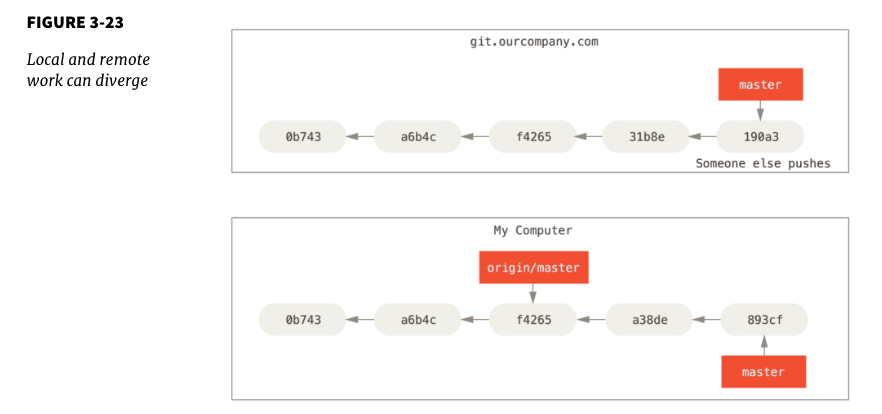 FIGURE 3-23
Local and remote
work can diverge
git.ourcompany.com
master
0b743
a6b4c
f4265
31b8e
190a3
Someone else pushes
My Computer
origin/master
0b743
a6b4c
f4265
a38de
893cf
master